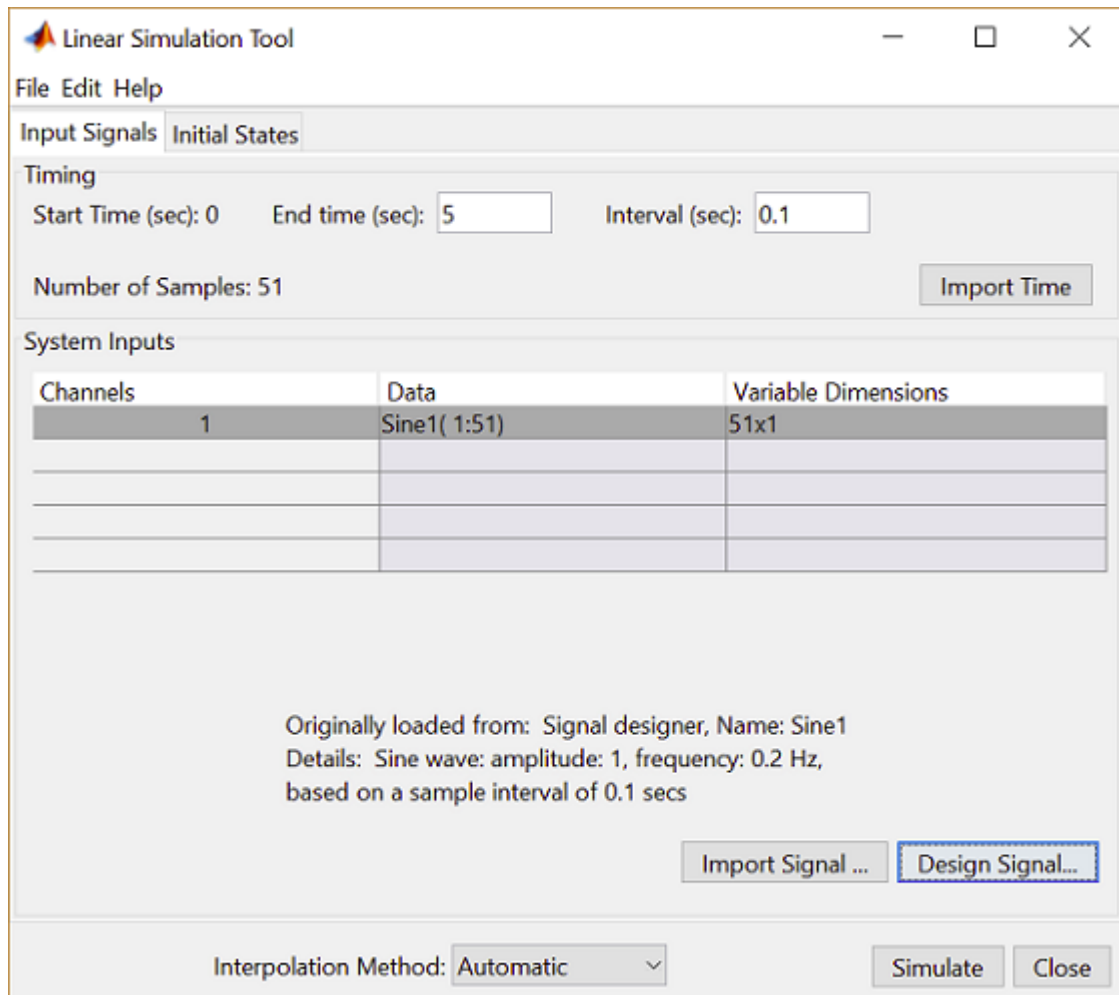 Linear Simulation Tool
File Edit Help
Input Signals Initial States
Timing
Start Time (sec): 0 End time (sec): 5 Interval (sec): 0.1
Number of Samples: 51 Import Time
System Inputs
Channels Data Variable Dimensions
1 Sine1( 1:51) 51x1
Originally loaded from: Signal designer, Name: Sine1
Details: Sine wave: amplitude: 1, frequency: 0.2 Hz,
based on a sample interval of 0.1 secs
Import Signal ... Design Signal...
Interpolation Method: Automatic Simulate Close